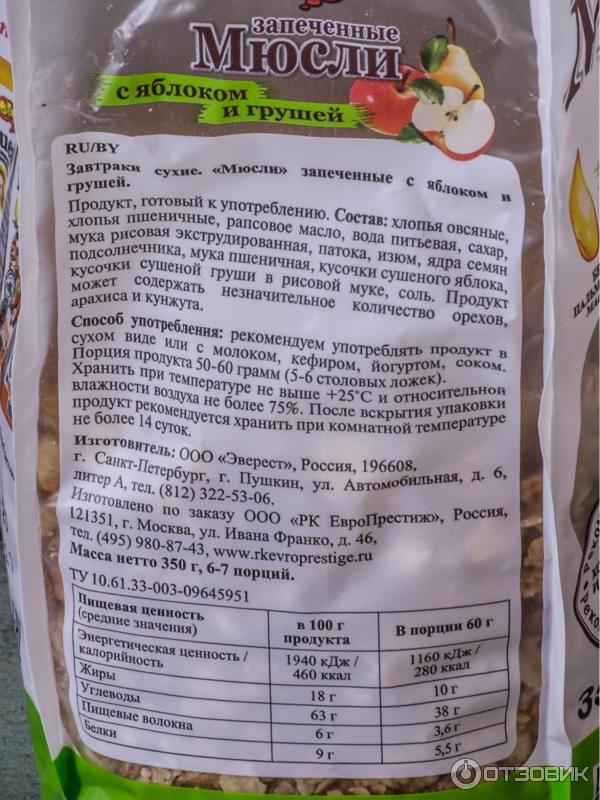 запеченные
Мюсли
с яблоком
и грушей
RU/BY
Завтраки сухие. «Мюсли» запеченные с яблоком и
грушей.
Продукт, готовый к употреблению. Состав: хлопья овсяные,
хлопья пшеничные, рапсовое масло, вода питьевая, сахар,
мука рисовая экструдированная, патока, изюм, ядра семян
подсолнечника, мука пшеничная, кусочки сушеного яблока,
кусочки сушеной груши в рисовой муке, соль. Продукт
может содержать незначительное количество орехов,
арахиса и кунжута.
Способ употребления: рекомендуем употреблять продукт в
сухом виде или с молоком, кефиром, йогуртом, соком.
Порция продукта 50-60 грамм (5-6 столовых ложек).
Хранить при температуре не выше +25°С и относительной
влажности воздуха не более 75%. После вскрытия упаковки
продукт рекомендуется хранить при комнатной температуре
не более 14 суток.
Изготовитель: ООО «Эверест», Россия, 196608,
г. Санкт-Петербург, г. Пушкин, ул. Автомобильная, д. 6,
литер А, тел. (812) 322-53-06.
Изготовлено по заказу ООО «РК ЕвроПрестиж», Россия,
121351, г. Москва, ул. Ивана Франко, д. 46,
тел. (495) 980-87-43, www.rkevroprestige.ru
Масса нетто 350 г, 6-7 порций.
ТУ 10.61.33-003-09645951
Пищевая ценность
(средние значения)
в 100 г
продукта
В порции 60 г
Энергетическая ценность /
калорийность
1940 кДж /
460 ккал
1160 кДж /
280 ккал
Жиры
18 г
10 г
Углеводы
63 г
38 г
Пищевые волокна
6 г
3,6 г
Белки
9 г
5,5 г
ОТЗОВИК